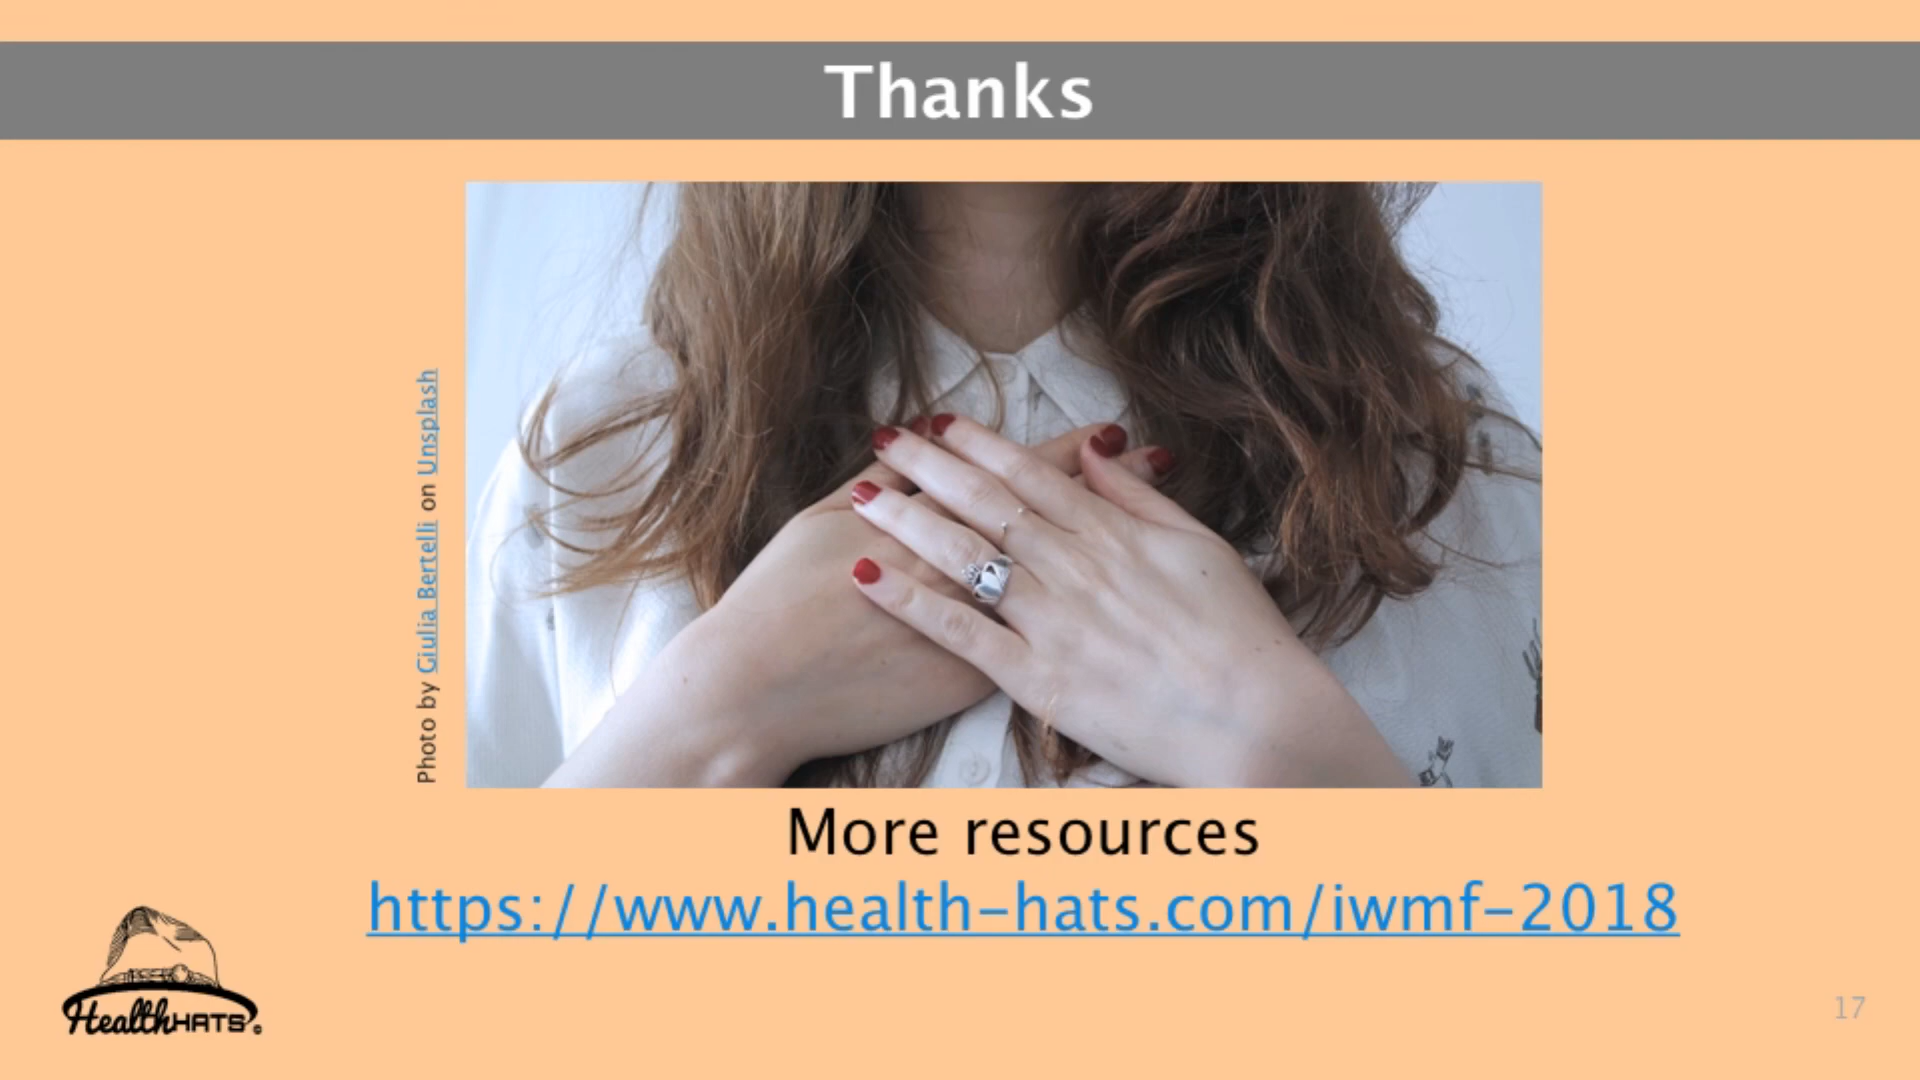 Thanks
Photo by Giulia Bertelli on Unsplash
More resources
https://www.health-hats.com/iwmf-2018
HealthHATS©
17